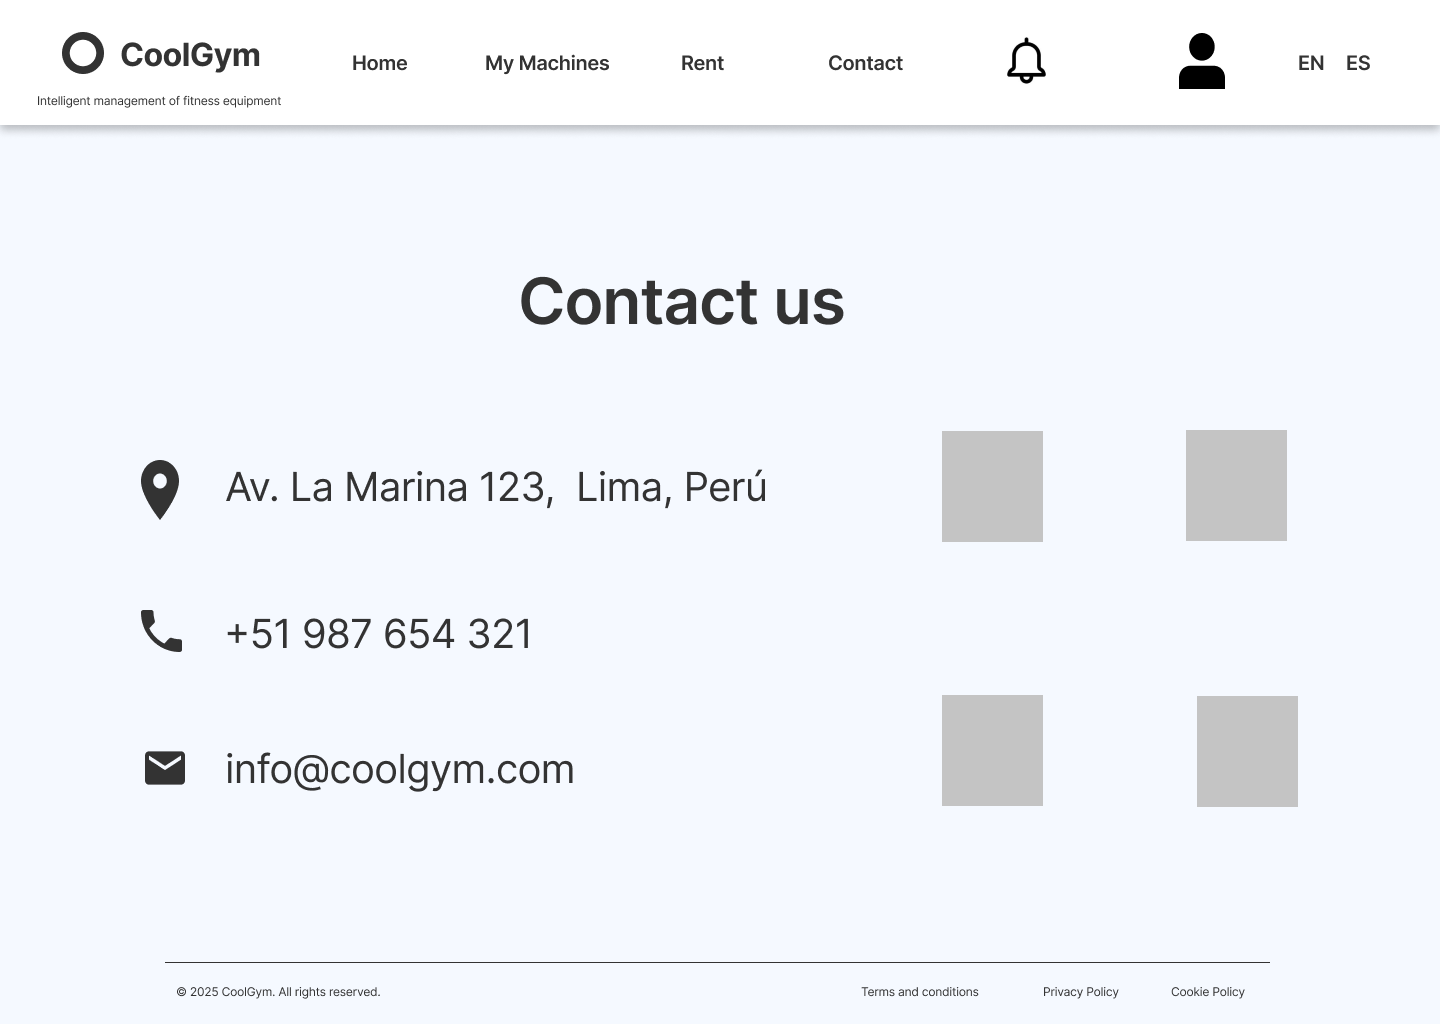 CoolGym
Intelligent management of fitness equipment
Home
My Machines
Rent
Contact
EN
ES
Contact us
Av. La Marina 123,  Lima, Perú
+51 987 654 321
info@coolgym.com
© 2025 CoolGym. All rights reserved.
Terms and conditions
Privacy Policy
Cookie Policy